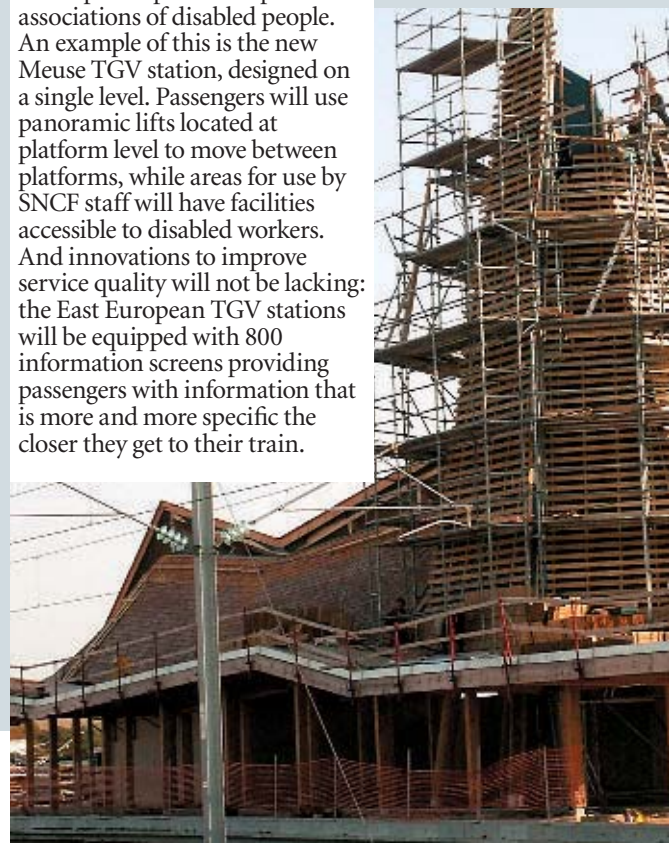 associations of disabled people.
An example of this is the new
Meuse TGV station, designed on
a single level. Passengers will use
panoramic lifts located at
platform level to move between
platforms, while areas for use by
SNCF staff will have facilities
accessible to disabled workers.
And innovations to improve
service quality will not be lacking:
the East European TGV stations
will be equipped with 800
information screens providing
passengers with information that
is more and more specific the
closer they get to their train.